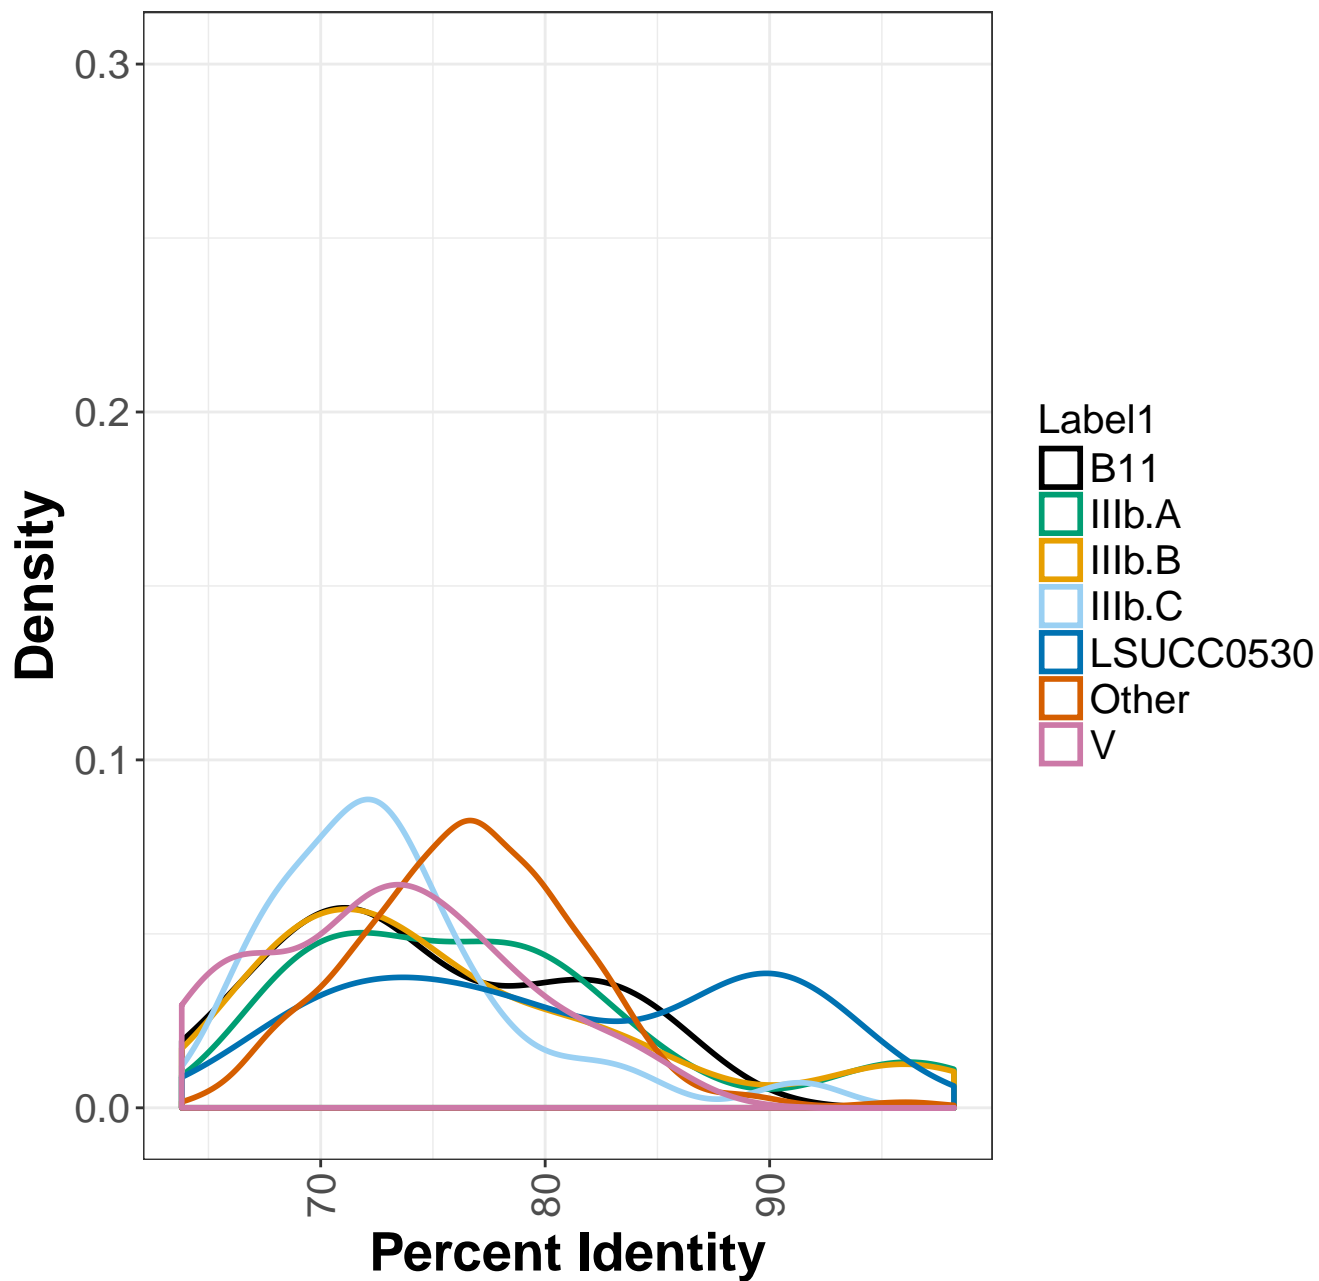 0.3
0.2
0.1
0.0
Density
70
80
90
Percent Identity
Label1
B11
IIIb.A
IIIb.B
IIIb.C
LSUCC0530
Other
V